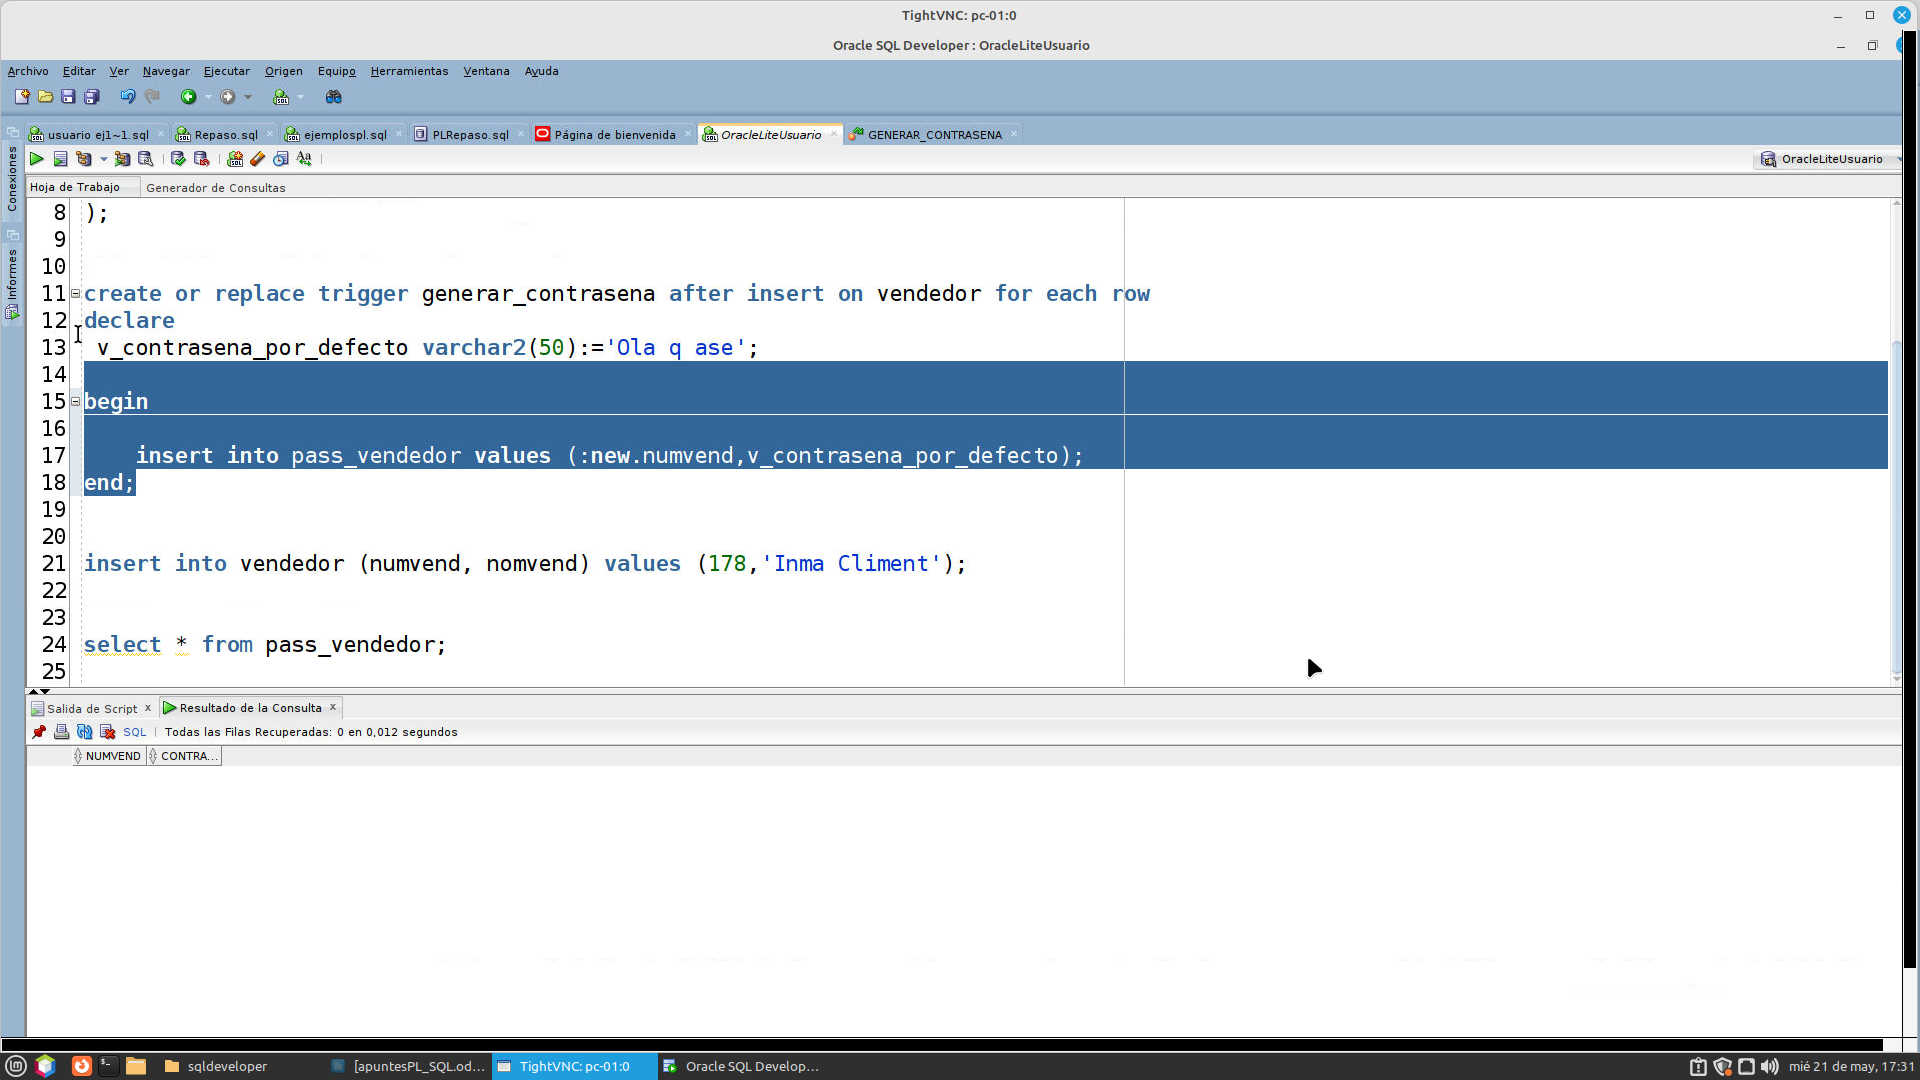 TightVNC: pc-01:0
Oracle SQL Developer : OracleLiteUsuario
Archivo Editar Ver Navegar Ejecutar Origen Equipo Herramientas Ventana Ayuda
usuario ej1~1.sql Repaso.sql ejemplospl.sql PLRepaso.sql Página de bienvenida OracleLiteUsuario GENERAR_CONTRASENA
OracleLiteUsuario
Conexiones
Informes
Hoja de Trabajo Generador de Consultas
8 );
9
10
11 create or replace trigger generar_contrasena after insert on vendedor for each row
12 declare
13 v_contrasena_por_defecto varchar2(50):='Ola q ase';
14
15 begin
16
17 insert into pass_vendedor values (:new.numvend,v_contrasena_por_defecto);
18 end;
19
20
21 insert into vendedor (numvend, nomvend) values (178,'Inma Climent');
22
23
24 select * from pass_vendedor;
25
Salida de Script x Resultado de la Consulta x
SQL | Todas las Filas Recuperadas: 0 en 0,012 segundos
NUMVEND CONTRA...
sqldeveloper [apuntesPL_SQL.od... TightVNC: pc-01:0 Oracle SQL Develop... mié 21 de may, 17:31